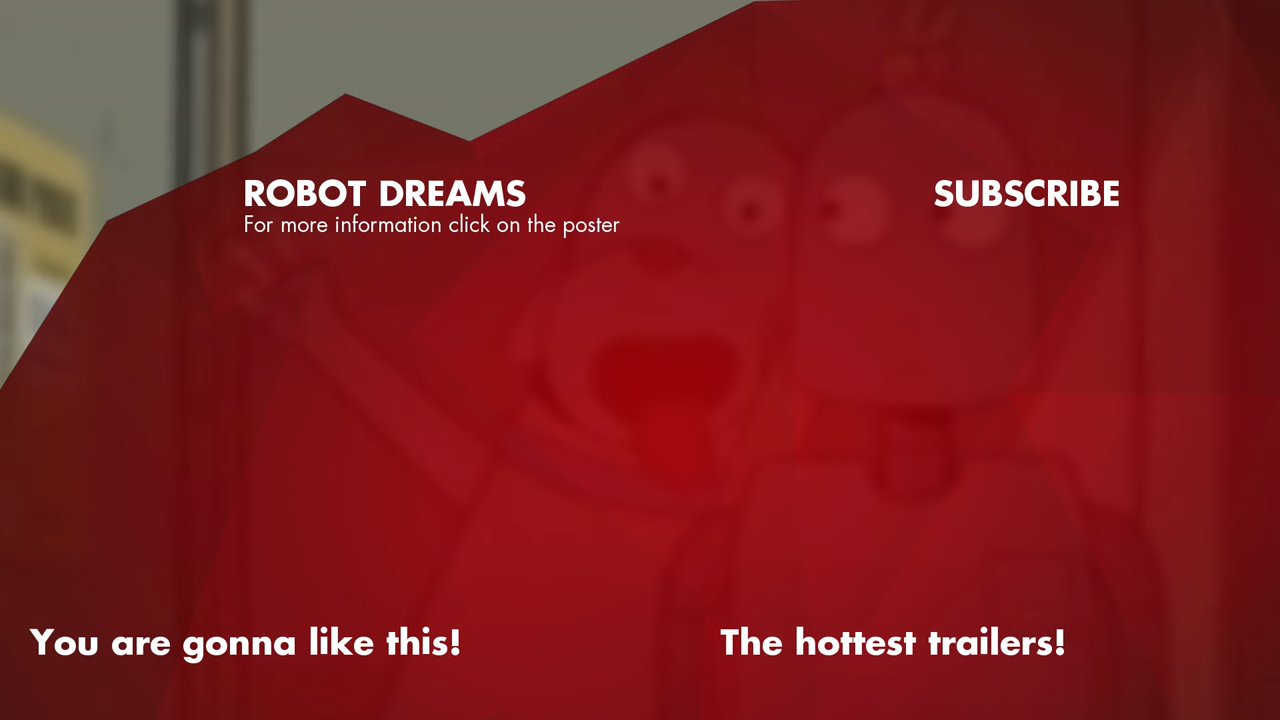 ROBOT DREAMS
For more information click on the poster
SUBSCRIBE
You are gonna like this!
The hottest trailers!